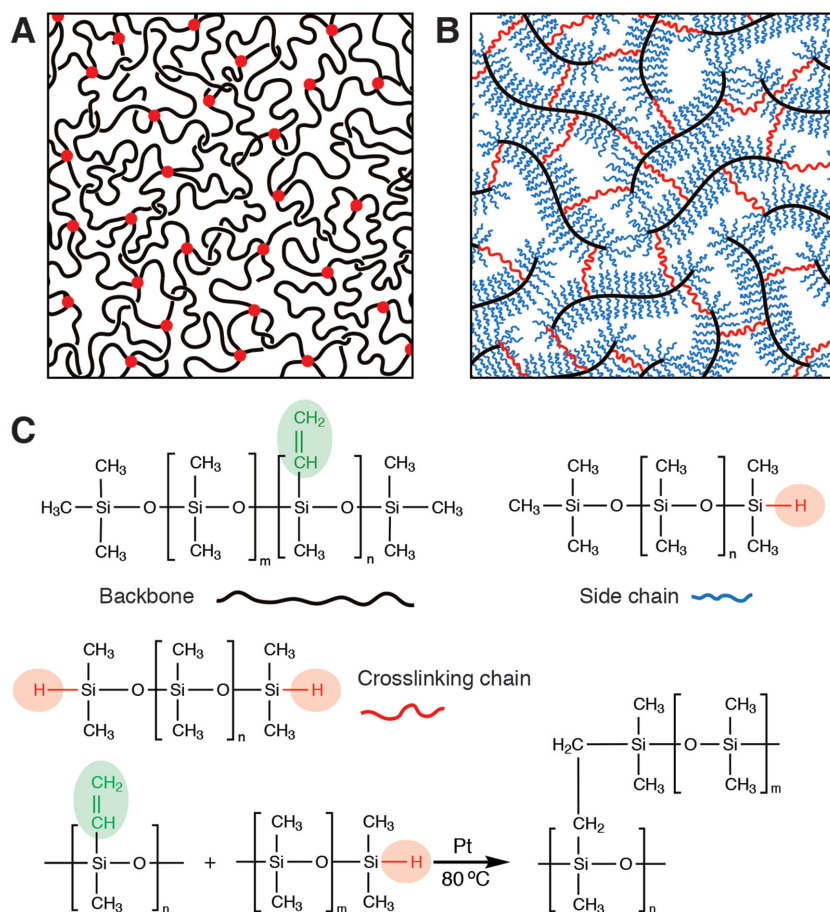 A
B
C
CH2
CH
CH3 CH3 CH3
H3C Si O Si O Si O Si CH3
CH3 CH3 m CH3 n CH3
Backbone
CH3 CH3 CH3
CH3 Si O Si O Si H
CH3 CH3 n CH3
Side chain
CH3 CH3 CH3
H Si O Si O Si H
CH3 CH3 n CH3
Crosslinking chain
CH2
CH
Si O
CH3 n
+
CH3 CH3
Si O Si H
CH3 m CH3
Pt
80 ºC
CH3 CH3
H2C Si O Si
CH3 CH3 m
CH2
Si O
CH3 n